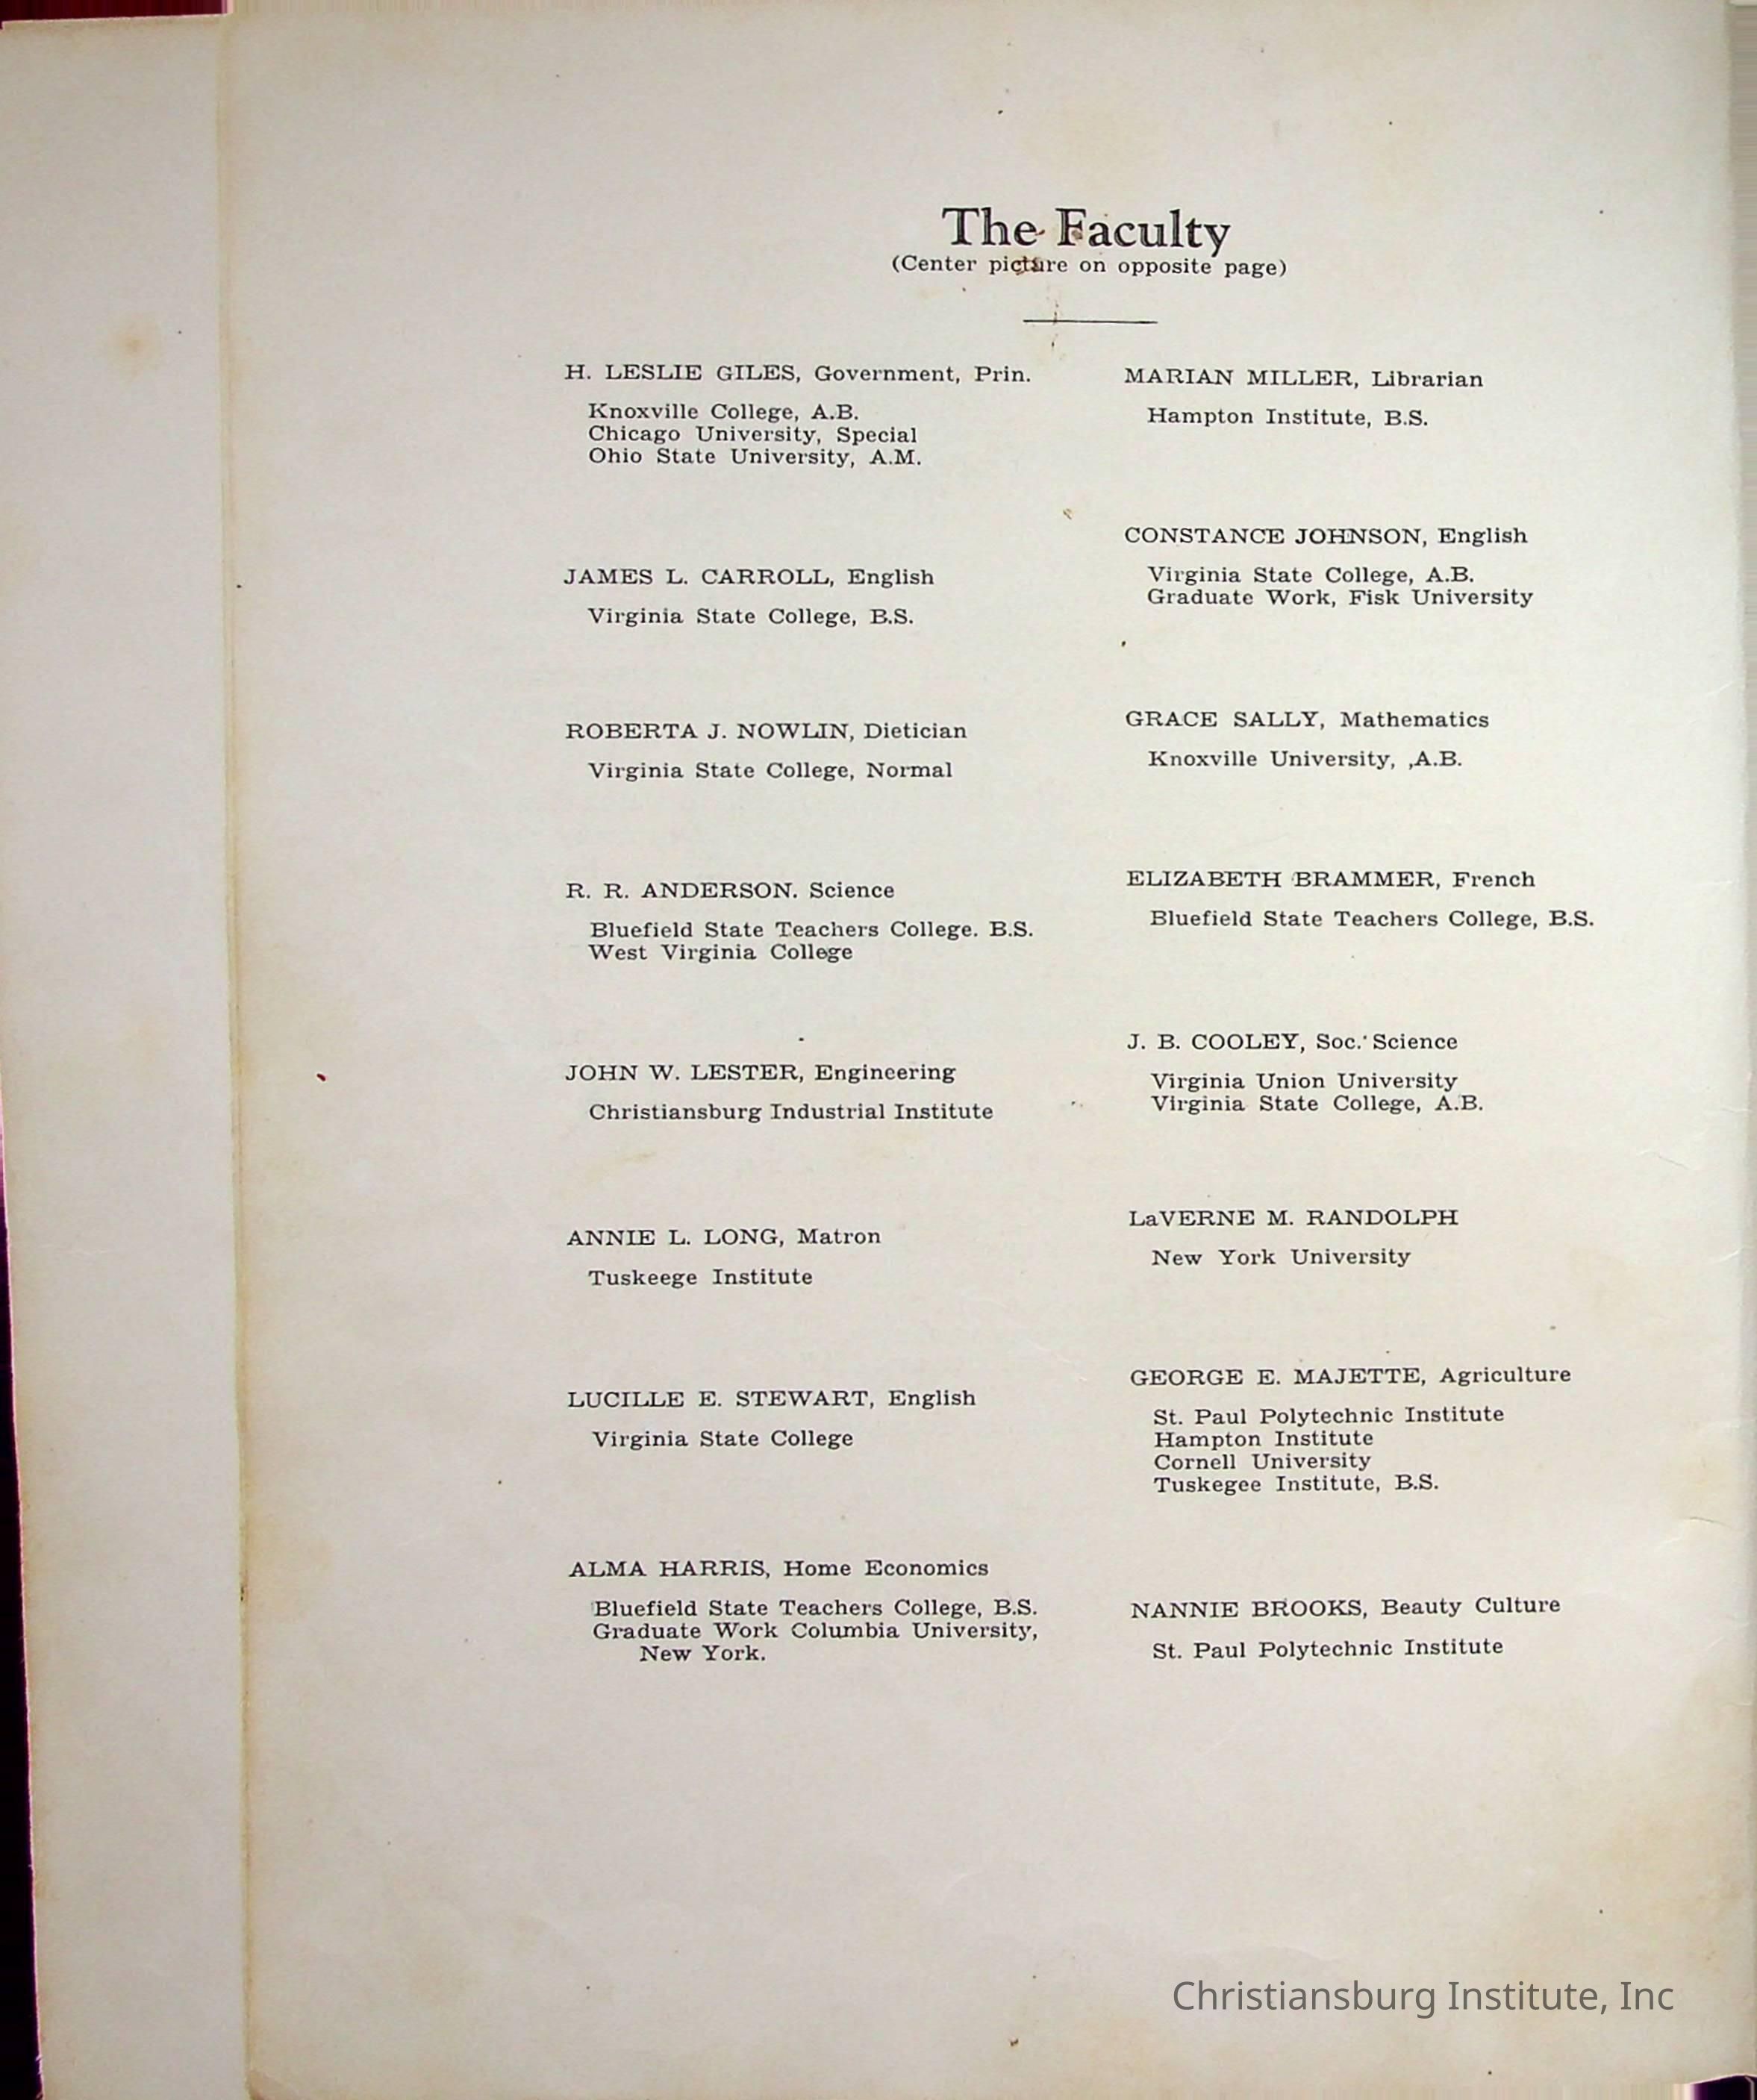 The Faculty
(Center picture on opposite page)
H. LESLIE GILES, Government, Prin.
Knoxville College, A.B.
Chicago University, Special
Ohio State University, A.M.
JAMES L. CARROLL, English
Virginia State College, B.S.
ROBERTA J. NOWLIN, Dietician
Virginia State College, Normal
R. R. ANDERSON. Science
Bluefield State Teachers College. B.S.
West Virginia College
JOHN W. LESTER, Engineering
Christiansburg Industrial Institute
ANNIE L. LONG, Matron
Tuskeege Institute
LUCILLE E. STEWART, English
Virginia State College
ALMA HARRIS, Home Economics
Bluefield State Teachers College, B.S.
Graduate Work Columbia University,
New York.
MARIAN MILLER, Librarian
Hampton Institute, B.S.
CONSTANCE JOHNSON, English
Virginia State College, A.B.
Graduate Work, Fisk University
GRACE SALLY, Mathematics
Knoxville University, ,A.B.
ELIZABETH BRAMMER, French
Bluefield State Teachers College, B.S.
J. B. COOLEY, Soc. Science
Virginia Union University
Virginia State College, A.B.
LaVERNE M. RANDOLPH
New York University
GEORGE E. MAJETTE, Agriculture
St. Paul Polytechnic Institute
Hampton Institute
Cornell University
Tuskegee Institute, B.S.
NANNIE BROOKS, Beauty Culture
St. Paul Polytechnic Institute
Christiansburg Institute, Inc